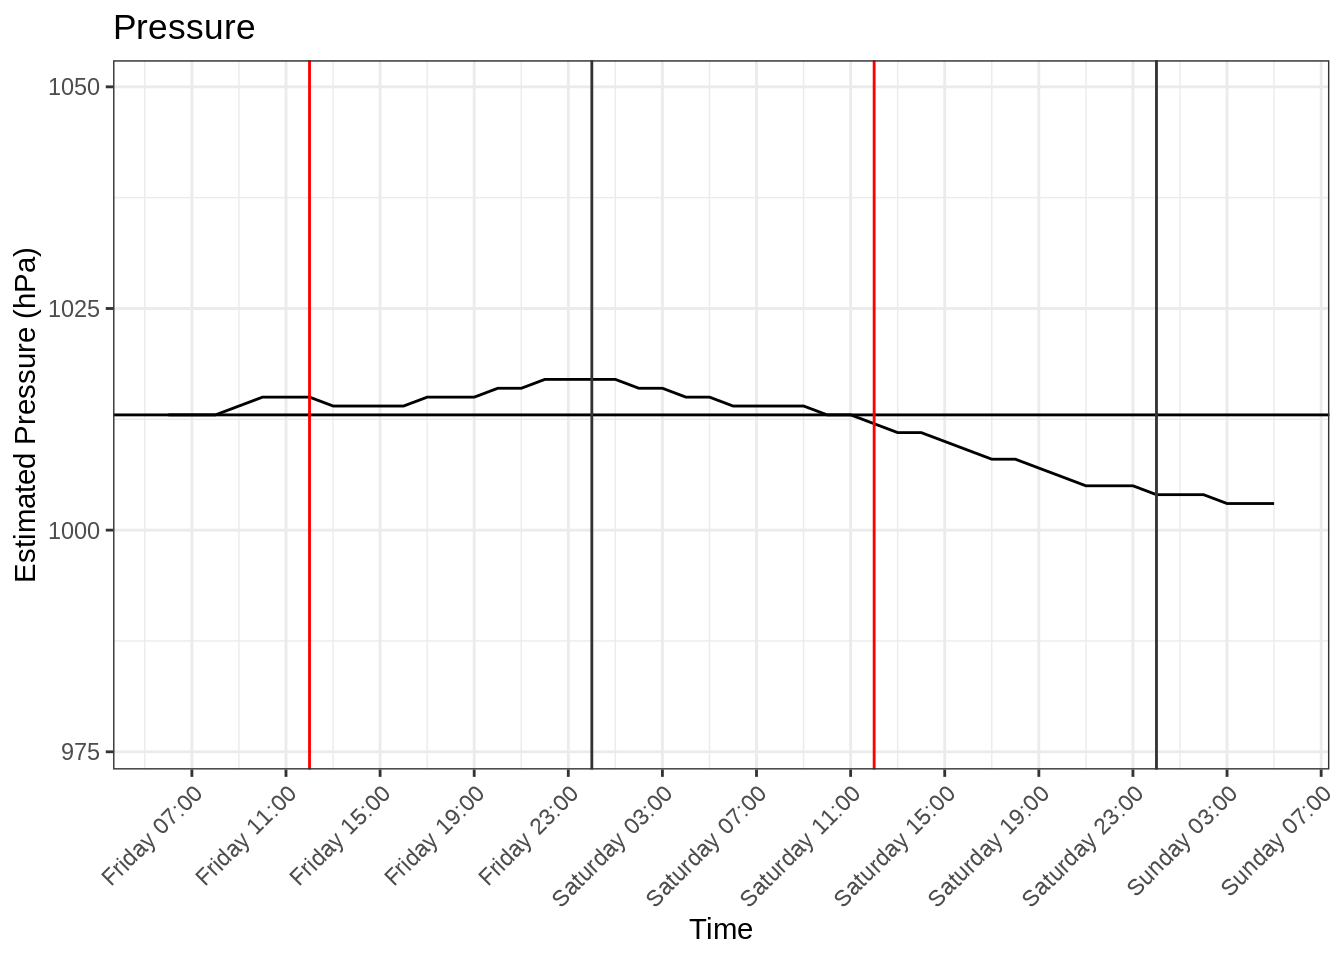 Pressure
Estimated Pressure (hPa)
1050
1025
1000
975
Friday 07:00
Friday 11:00
Friday 15:00
Friday 19:00
Friday 23:00
Saturday 03:00
Saturday 07:00
Saturday 11:00
Saturday 15:00
Saturday 19:00
Saturday 23:00
Sunday 03:00
Sunday 07:00
Time